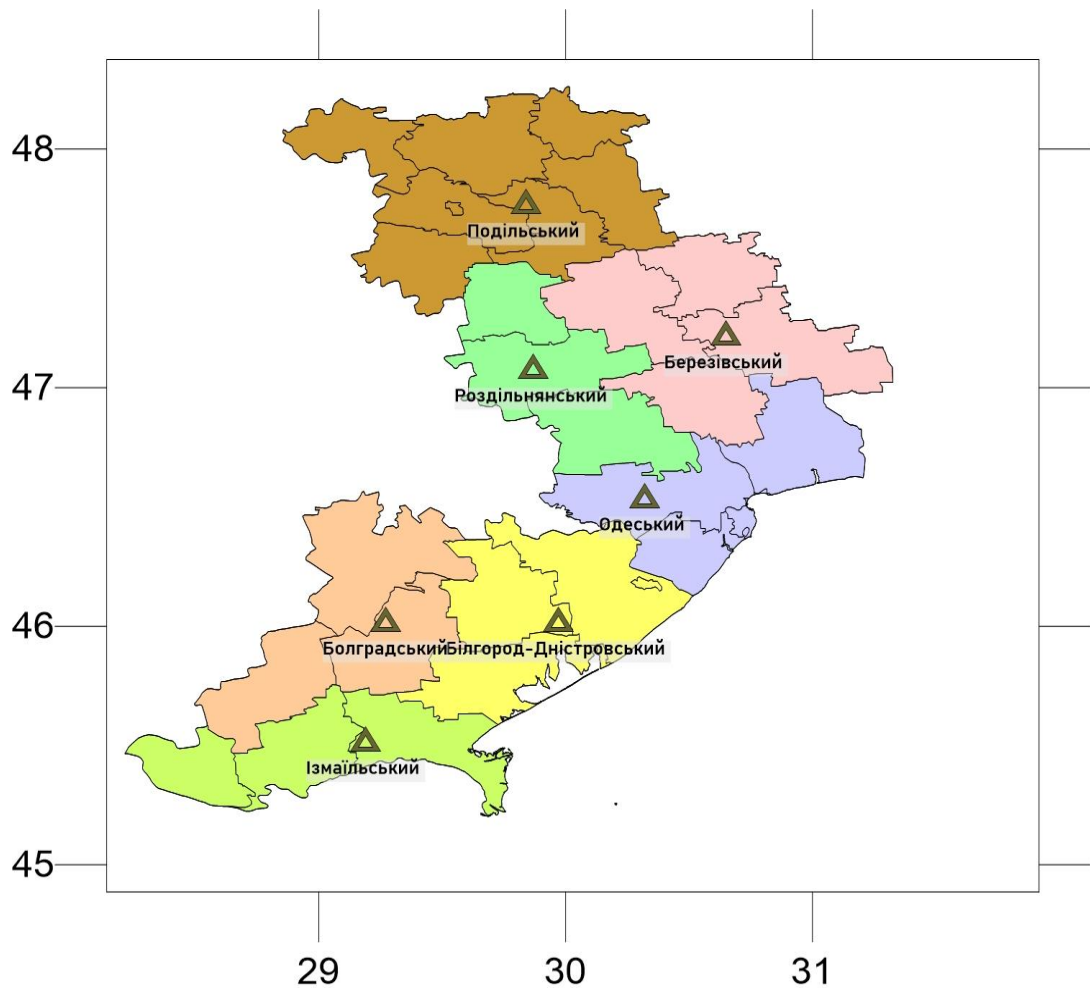 48
Подільський
Березівський
47
Роздільнянський
Одеський
46
Болградський
Білгород-Дністровський
Ізмаїльський
45
29
30
31